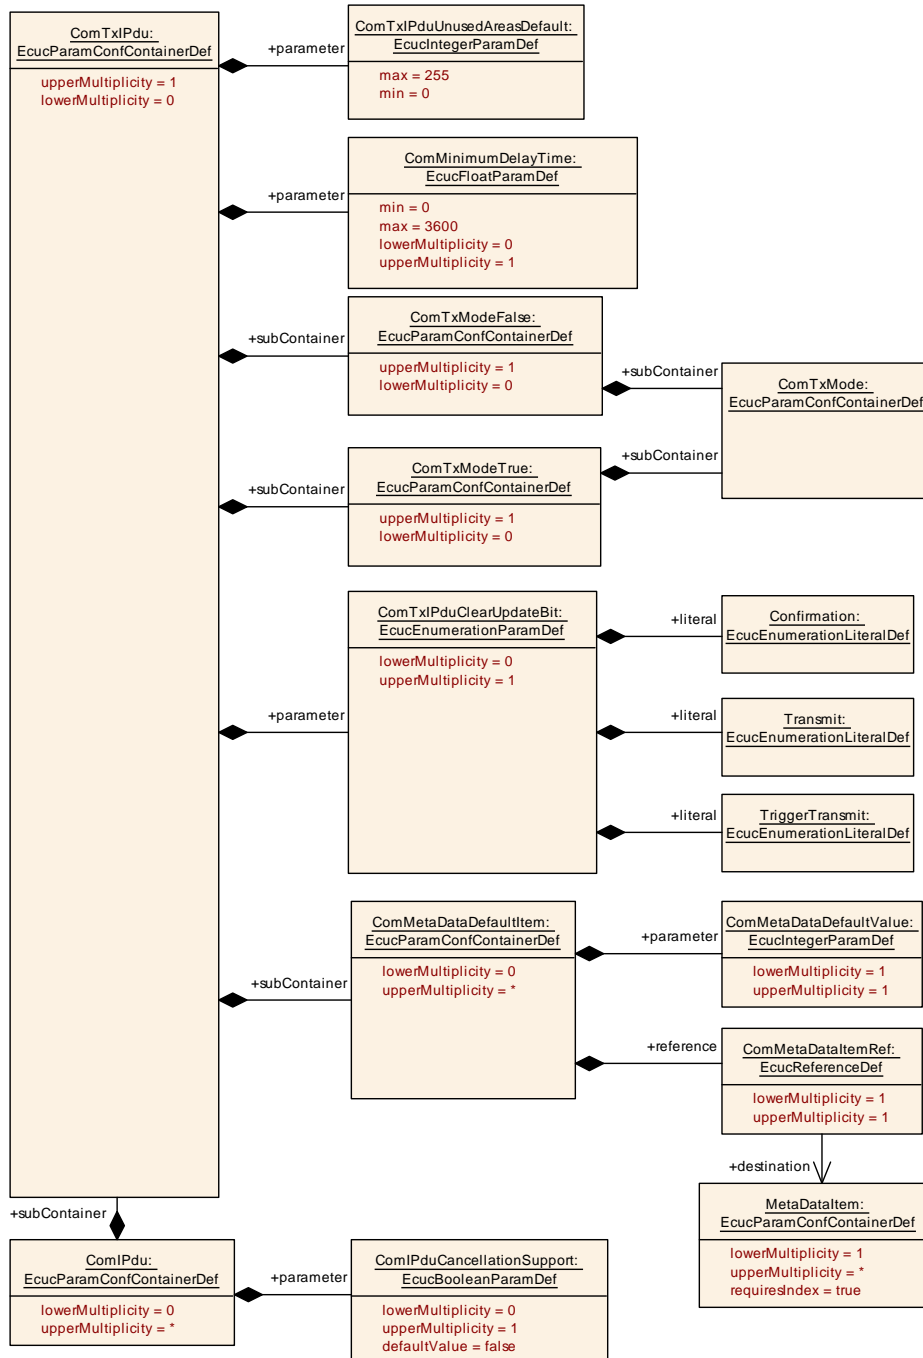 ComTxIPdu:
EcucParamConfContainerDef
upperMultiplicity = 1
lowerMultiplicity = 0
+parameter
ComTxIPduUnusedAreasDefault:
EcucIntegerParamDef
max = 255
min = 0
+parameter
ComMinimumDelayTime:
EcucFloatParamDef
min = 0
max = 3600
lowerMultiplicity = 0
upperMultiplicity = 1
+subContainer
ComTxModeFalse:
EcucParamConfContainerDef
upperMultiplicity = 1
lowerMultiplicity = 0
+subContainer
ComTxMode:
EcucParamConfContainerDef
+subContainer
+subContainer
ComTxModeTrue:
EcucParamConfContainerDef
upperMultiplicity = 1
lowerMultiplicity = 0
+parameter
ComTxIPduClearUpdateBit:
EcucEnumerationParamDef
lowerMultiplicity = 0
upperMultiplicity = 1
+literal
Confirmation:
EcucEnumerationLiteralDef
+literal
Transmit:
EcucEnumerationLiteralDef
+literal
TriggerTransmit:
EcucEnumerationLiteralDef
+subContainer
ComMetaDataDefaultItem:
EcucParamConfContainerDef
lowerMultiplicity = 0
upperMultiplicity = *
+parameter
ComMetaDataDefaultValue:
EcucIntegerParamDef
lowerMultiplicity = 1
upperMultiplicity = 1
+reference
ComMetaDataItemRef:
EcucReferenceDef
lowerMultiplicity = 1
upperMultiplicity = 1
+destination
MetaDataItem:
EcucParamConfContainerDef
lowerMultiplicity = 1
upperMultiplicity = *
requiresIndex = true
+subContainer
ComIPdu:
EcucParamConfContainerDef
lowerMultiplicity = 0
upperMultiplicity = *
+parameter
ComIPduCancellationSupport:
EcucBooleanParamDef
lowerMultiplicity = 0
upperMultiplicity = 1
defaultValue = false